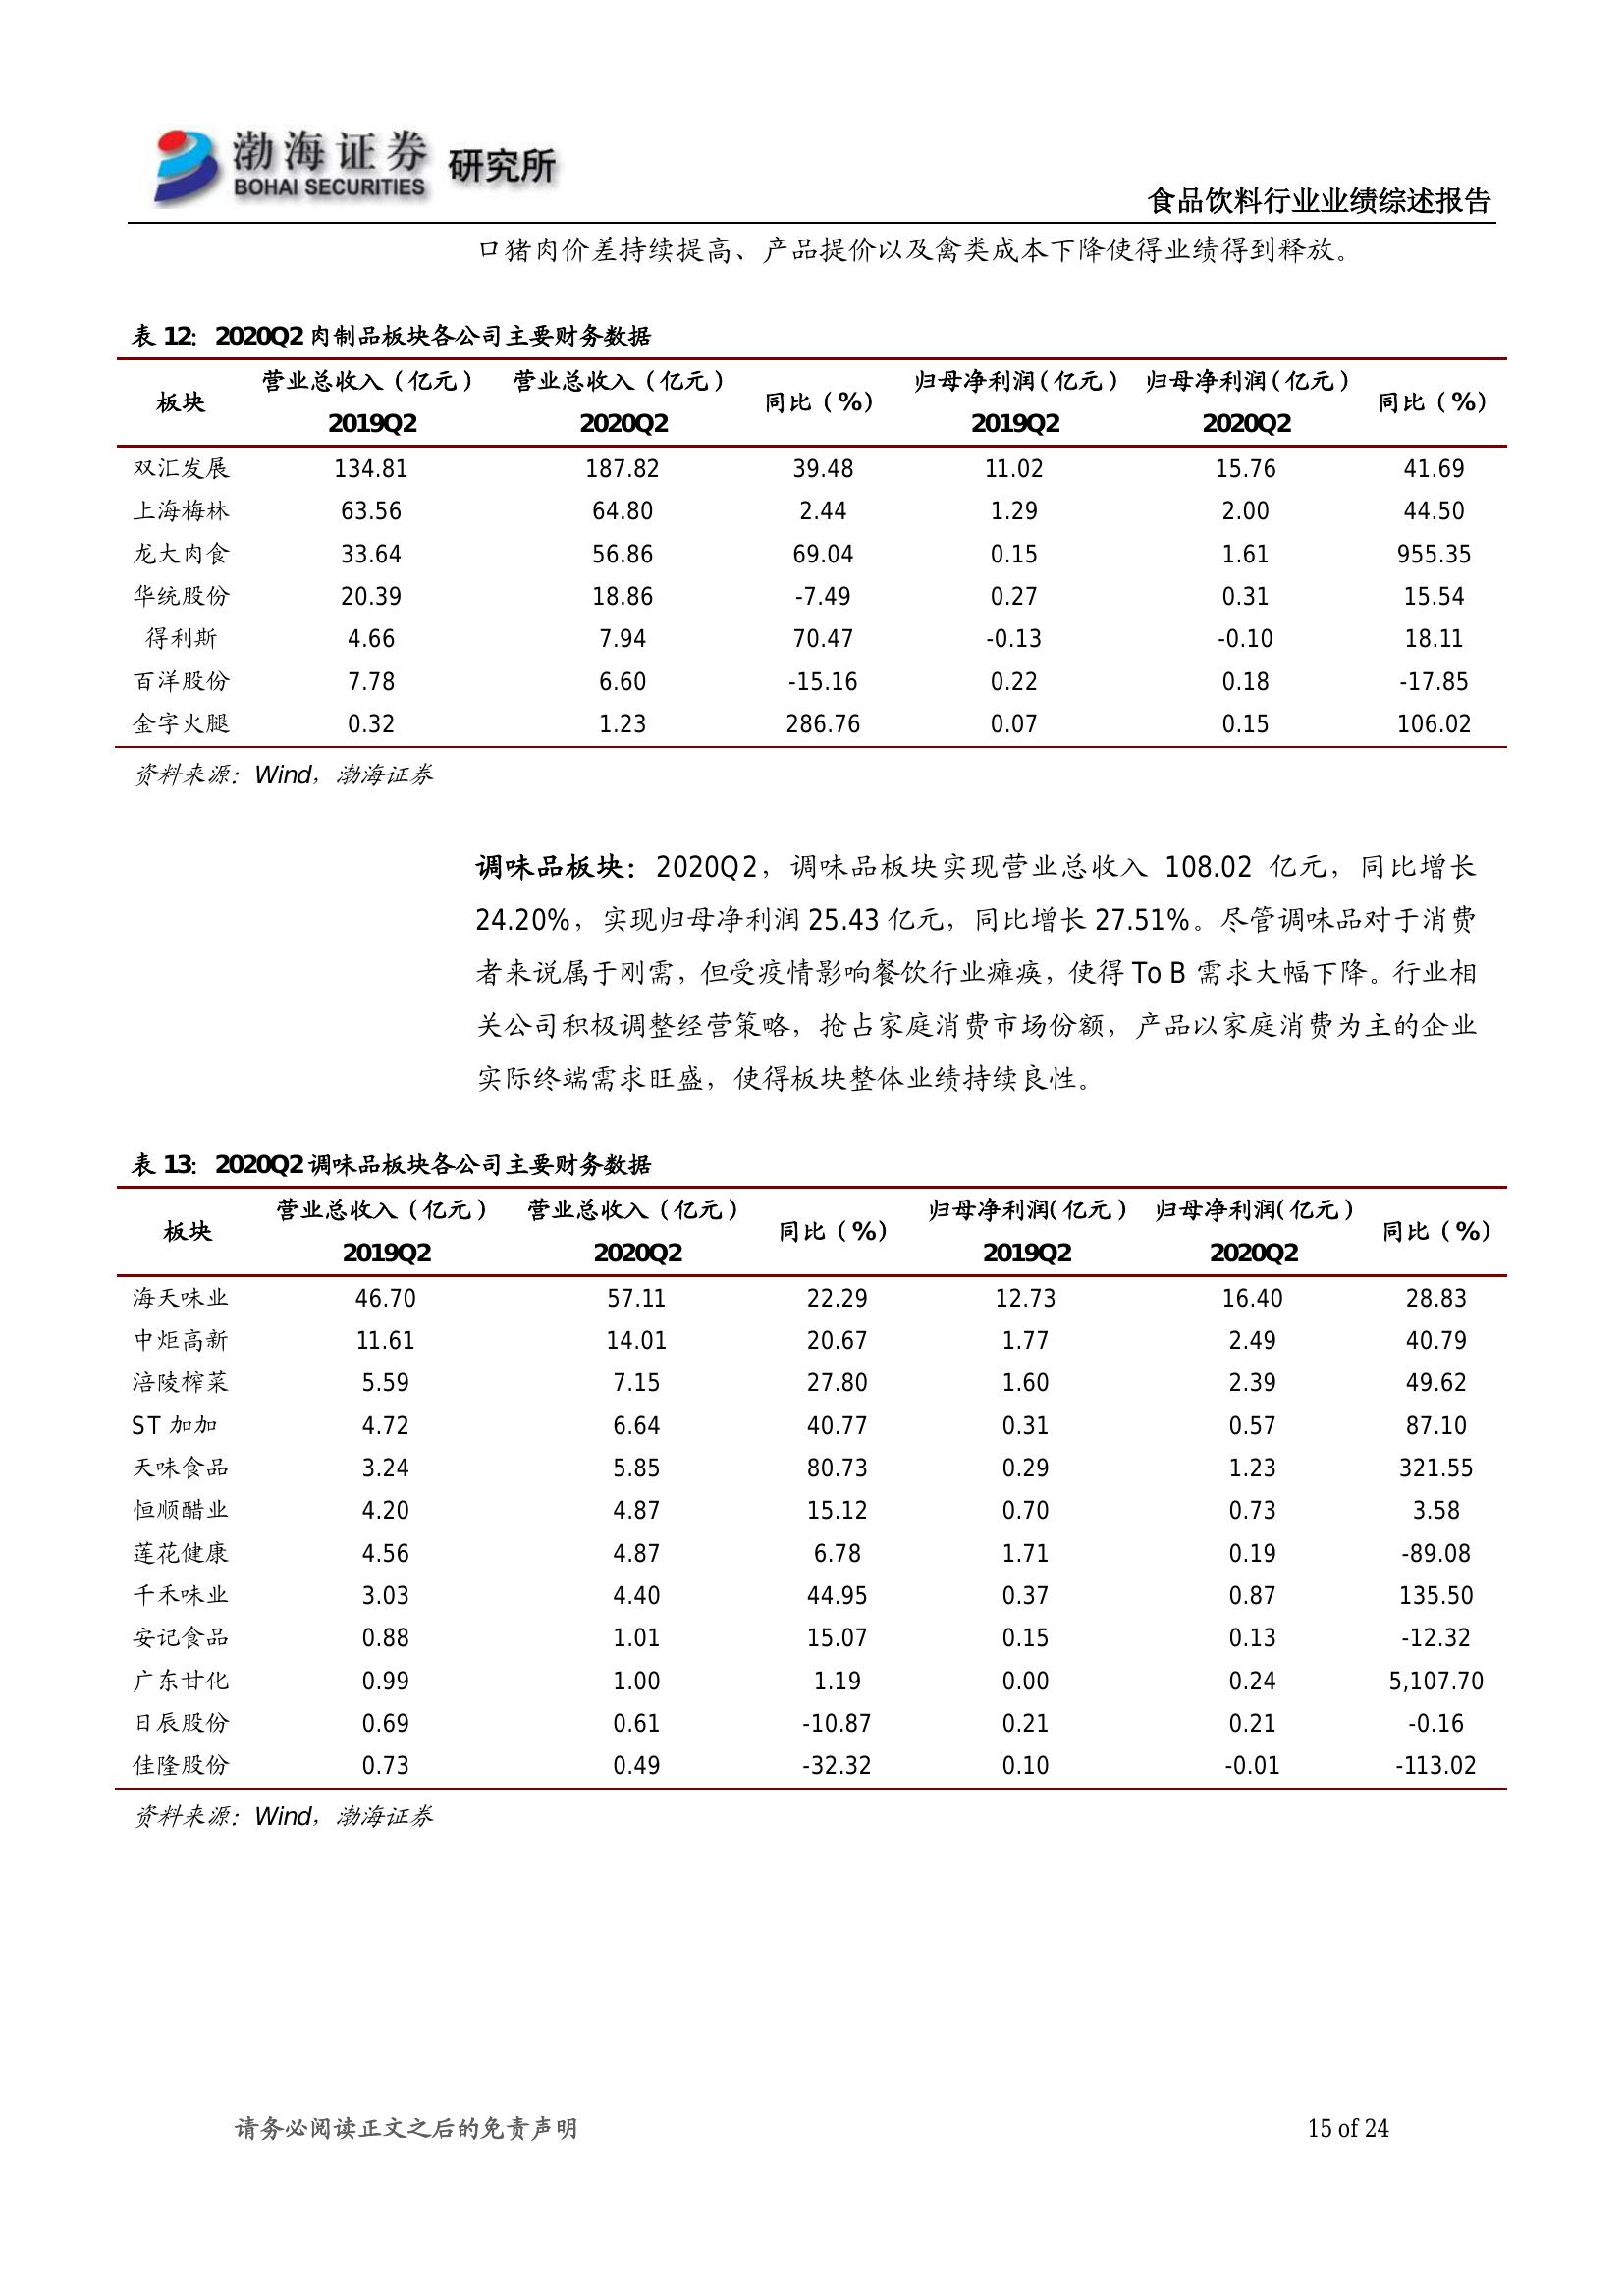 渤海证券 研究所
BOHAI SECURITIES
食品饮料行业业绩综述报告
口猪肉价差持续提高、产品提价以及禽类成本下降使得业绩得到释放。
表 12: 2020Q2 肉制品板块各公司主要财务数据
板块 营业总收入（亿元） 营业总收入（亿元） 同比（%） 归母净利润（亿元） 归母净利润（亿元） 同比（%）
2019Q2 2020Q2 2019Q2 2020Q2
双汇发展 134.81 187.82 39.48 11.02 15.76 41.69
上海梅林 63.56 64.80 2.44 1.29 2.00 44.50
龙大肉食 33.64 56.86 69.04 0.15 1.61 955.35
华统股份 20.39 18.86 -7.49 0.27 0.31 15.54
得利斯 4.66 7.94 70.47 -0.13 -0.10 18.11
百洋股份 7.78 6.60 -15.16 0.22 0.18 -17.85
金字火腿 0.32 1.23 286.76 0.07 0.15 106.02
资料来源：Wind，渤海证券
调味品板块：2020Q2，调味品板块实现营业总收入 108.02 亿元，同比增长
24.20%，实现归母净利润 25.43 亿元，同比增长 27.51%。尽管调味品对于消费
者来说属于刚需，但受疫情影响餐饮行业瘫痪，使得 To B 需求大幅下降。行业相
关公司积极调整经营策略，抢占家庭消费市场份额，产品以家庭消费为主的企业
实际终端需求旺盛，使得板块整体业绩持续良性。
表 13: 2020Q2 调味品板块各公司主要财务数据
板块 营业总收入（亿元） 营业总收入（亿元） 同比（%） 归母净利润(亿元） 归母净利润(亿元） 同比（%）
2019Q2 2020Q2 2019Q2 2020Q2
海天味业 46.70 57.11 22.29 12.73 16.40 28.83
中炬高新 11.61 14.01 20.67 1.77 2.49 40.79
涪陵榨菜 5.59 7.15 27.80 1.60 2.39 49.62
ST 加加 4.72 6.64 40.77 0.31 0.57 87.10
天味食品 3.24 5.85 80.73 0.29 1.23 321.55
恒顺醋业 4.20 4.87 15.12 0.70 0.73 3.58
莲花健康 4.56 4.87 6.78 1.71 0.19 -89.08
千禾味业 3.03 4.40 44.95 0.37 0.87 135.50
安记食品 0.88 1.01 15.07 0.15 0.13 -12.32
广东甘化 0.99 1.00 1.19 0.00 0.24 5,107.70
日辰股份 0.69 0.61 -10.87 0.21 0.21 -0.16
佳隆股份 0.73 0.49 -32.32 0.10 -0.01 -113.02
资料来源：Wind，渤海证券
请务必阅读正文之后的免责声明 15 of 24